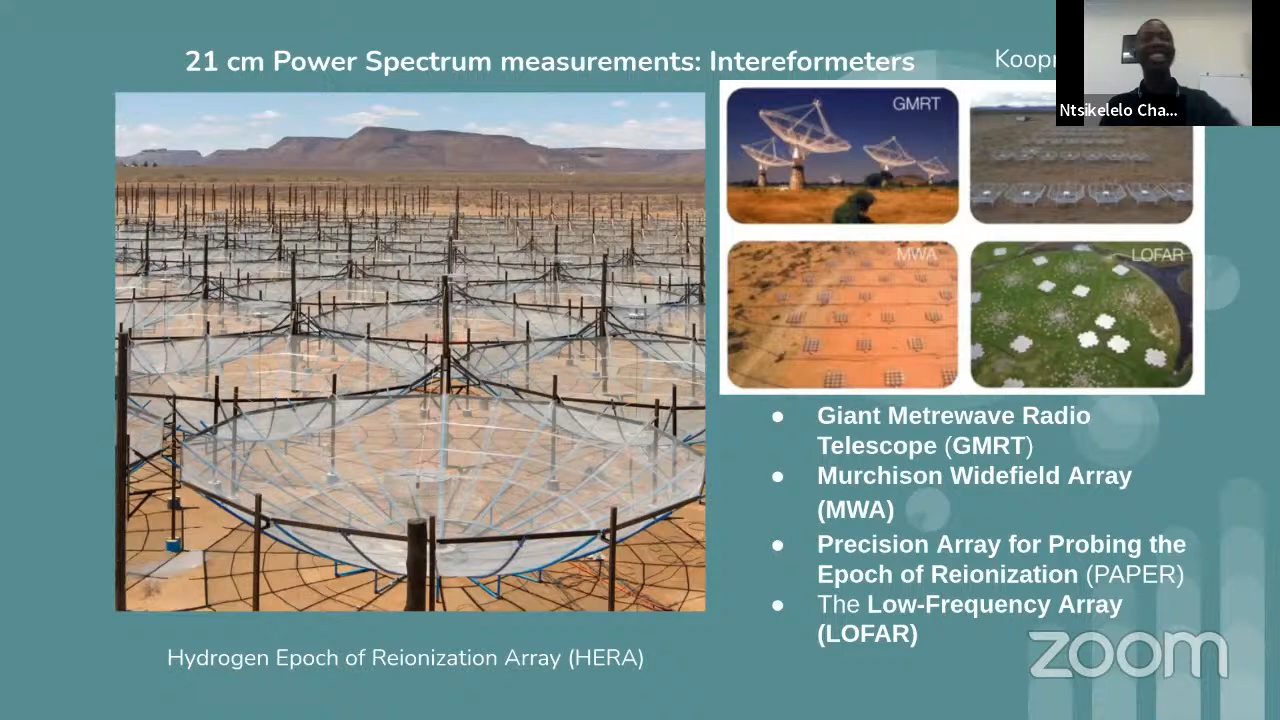 21 cm Power Spectrum measurements: Intereformeters
Koopr
Ntsikelelo Cha...
GMRT
MWA
LOFAR
Giant Metrewave Radio
Telescope (GMRT)
Murchison Widefield Array
(MWA)
Precision Array for Probing the
Epoch of Reionization (PAPER)
The Low-Frequency Array
(LOFAR)
Hydrogen Epoch of Reionization Array (HERA)
zoom